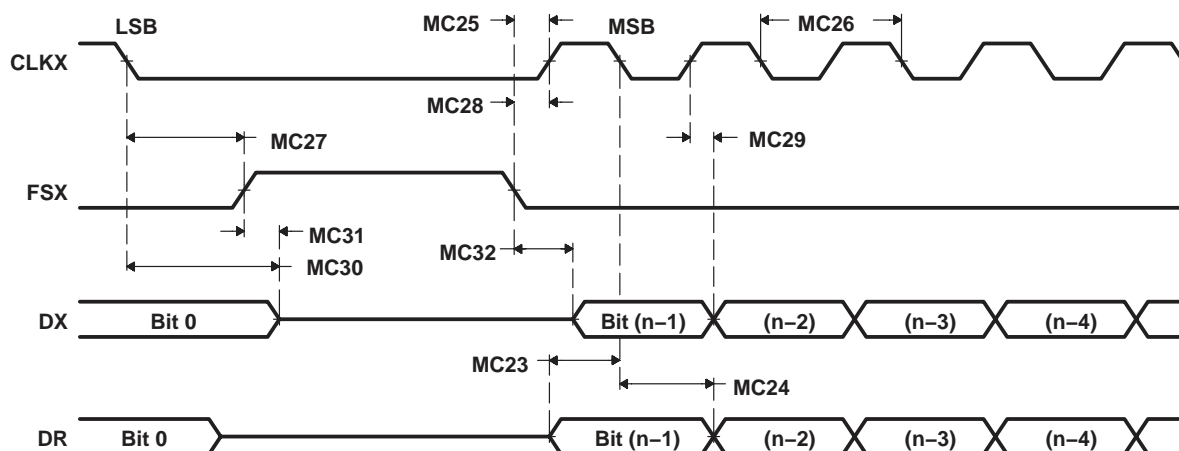 LSB MC25 MSB MC26
CLKX
MC28
MC27 MC29
FSX
MC31 MC32
MC30
DX Bit 0 Bit (n−1) (n−2) (n−3) (n−4)
MC23
MC24
DR Bit 0 Bit (n−1) (n−2) (n−3) (n−4)